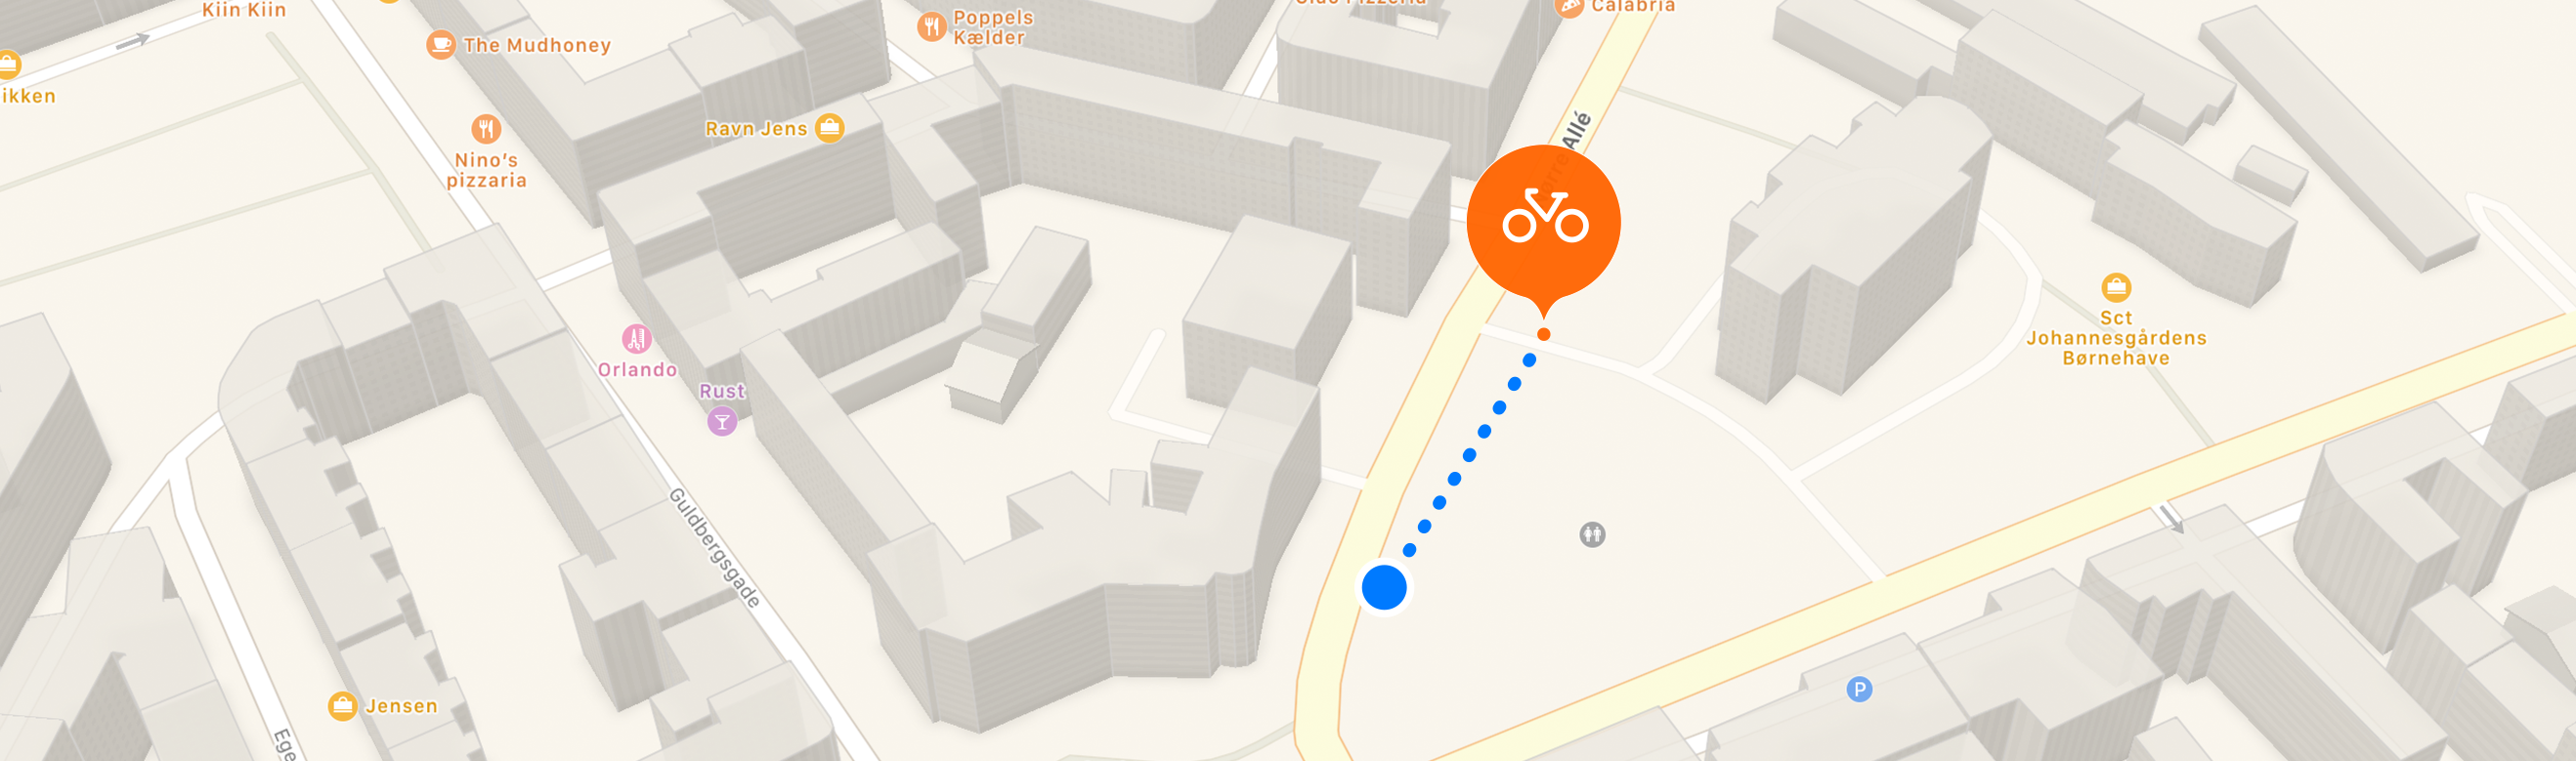 Kiin Kiin
The Mudhoney
Poppels
Kælder
Calabria
ikken
Ravn Jens
Nino's
pizzaria
Allé
Sct
Johannesgårdens
Børnehave
Orlando
Rust
Guldbergsgade
Jensen
Ege
P